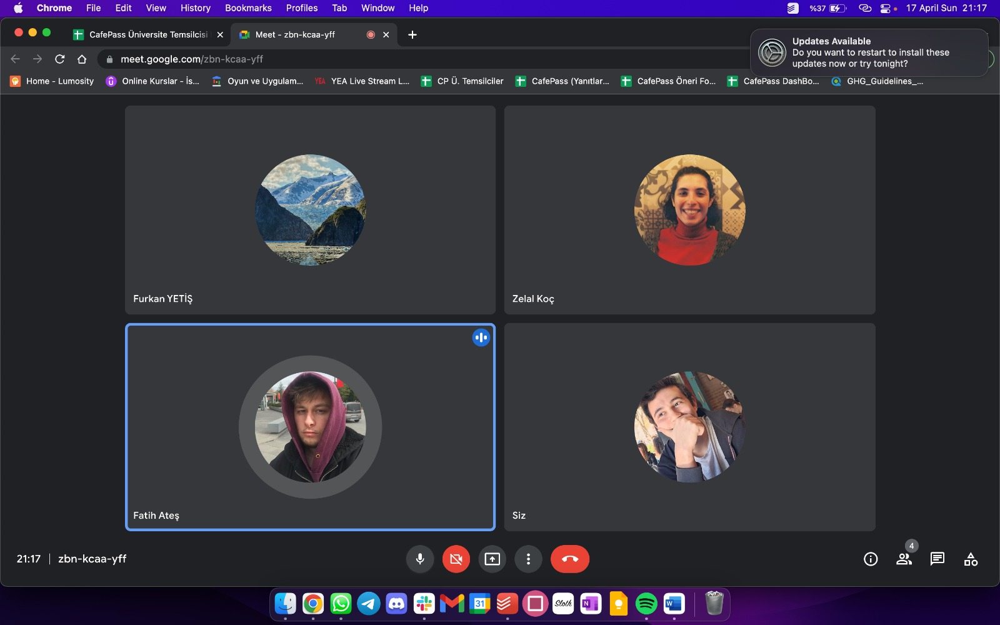 Chrome File Edit View History Bookmarks Profiles Tab Window Help %37 17 April Sun 21:17
CafePass Üniversite Temsilcisi Meet - zbn-kcaa-yff
Updates Available
Do you want to restart to install these
updates now or try tonight?
meet.google.com/zbn-kcaa-yff
Home - Lumosity Online Kurslar - İs... Oyun ve Uygulam... YEA YEA Live Stream L... CP Ü. Temsilciler CafePass (Yanıtlar... CafePass Öneri Fo... CafePass DashBo... GHG_Guidelines_...
Furkan YETİŞ
Zelal Koç
Fatih Ateş
Siz
21:17 | zbn-kcaa-yff
4
31 Sloth N W